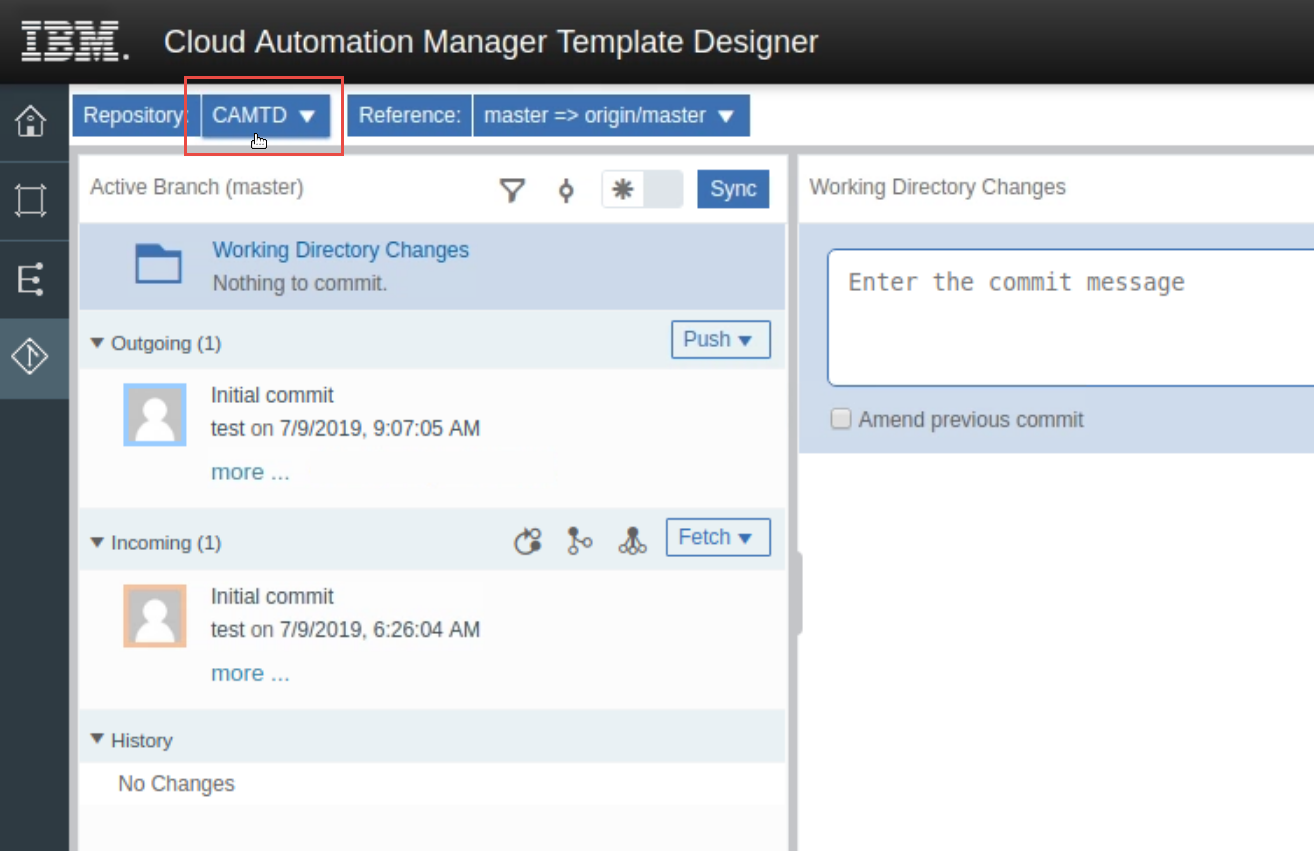 IBM. Cloud Automation Manager Template Designer
Repository: CAMTD Reference: master => origin/master
Active Branch (master) Sync
Working Directory Changes
Nothing to commit.
Outgoing (1) Push
Initial commit
test on 7/9/2019, 9:07:05 AM
more ...
Incoming (1) Fetch
Initial commit
test on 7/9/2019, 6:26:04 AM
more ...
History
No Changes
Working Directory Changes
Enter the commit message
Amend previous commit